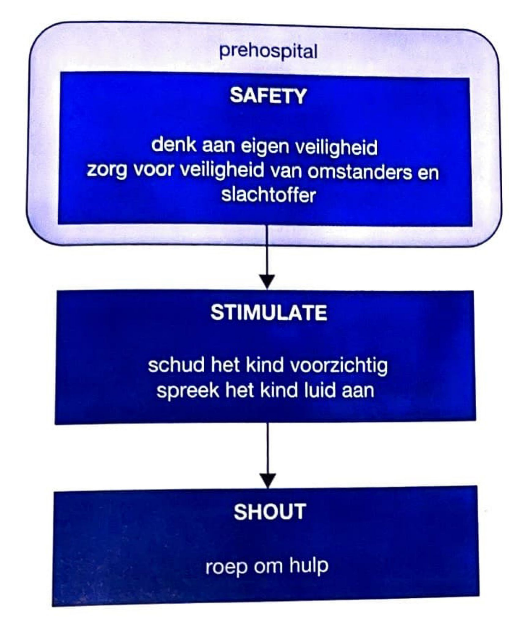 prehospital
SAFETY
denk aan eigen veiligheid
zorg voor veiligheid van omstanders en
slachtoffer
STIMULATE
schud het kind voorzichtig
spreek het kind luid aan
SHOUT
roep om hulp